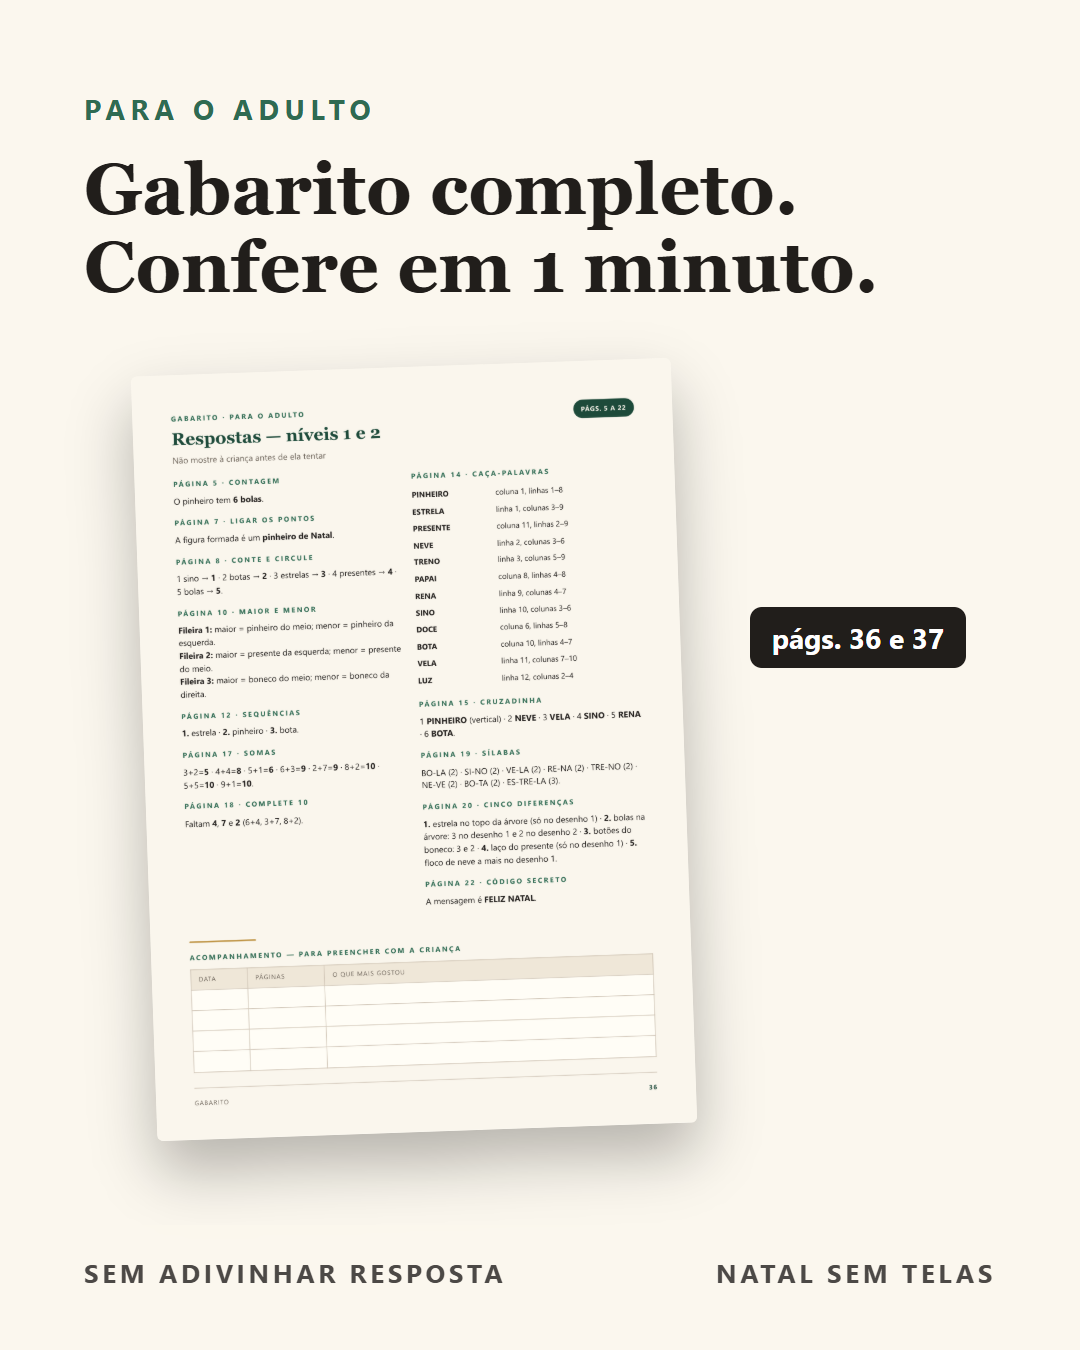 PARA O ADULTO
Gabarito completo.
Confere em 1 minuto.
GABARITO · PARA O ADULTO
PÁGS. 5 A 22
Respostas — níveis 1 e 2
Não mostre à criança antes de ela tentar
PÁGINA 5 · CONTAGEM
O pinheiro tem 6 bolas.
PÁGINA 7 · LIGAR OS PONTOS
A figura formada é um pinheiro de Natal.
PÁGINA 8 · CONTE E CIRCULE
1 sino → 1 · 2 botas → 2 · 3 estrelas → 3 · 4 presentes → 4 ·
5 bolas → 5.
PÁGINA 10 · MAIOR E MENOR
Fileira 1: maior = pinheiro do meio; menor = pinheiro da
esquerda.
Fileira 2: maior = presente da esquerda; menor = presente
do meio.
Fileira 3: maior = boneco do meio; menor = boneco da
direita.
PÁGINA 12 · SEQUÊNCIAS
1. estrela · 2. pinheiro · 3. bota.
PÁGINA 17 · SOMAS
3+2=5 · 4+4=8 · 5+1=6 · 6+3=9 · 2+7=9 · 8+2=10 ·
5+5=10 · 9+1=10.
PÁGINA 18 · COMPLETE 10
Faltam 4, 7 e 2 (6+4, 3+7, 8+2).
PÁGINA 14 · CAÇA-PALAVRAS
PINHEIRO coluna 1, linhas 1–8
ESTRELA linha 1, colunas 3–9
PRESENTE coluna 11, linhas 2–9
NEVE linha 2, colunas 3–6
TRENO linha 3, colunas 5–9
PAPAI coluna 8, linhas 4–8
RENA linha 9, colunas 4–7
SINO linha 10, colunas 3–6
DOCE coluna 6, linhas 5–8
BOTA coluna 10, linhas 4–7
VELA linha 11, colunas 7–10
LUZ linha 12, colunas 2–4
PÁGINA 15 · CRUZADINHA
1 PINHEIRO (vertical) · 2 NEVE · 3 VELA · 4 SINO · 5 RENA
· 6 BOTA.
PÁGINA 19 · SÍLABAS
BO-LA (2) · SI-NO (2) · VE-LA (2) · RE-NA (2) · TRE-NO (2) ·
NE-VE (2) · BO-TA (2) · ES-TRE-LA (3).
PÁGINA 20 · CINCO DIFERENÇAS
1. estrela no topo da árvore (só no desenho 1) · 2. bolas na
árvore: 3 no desenho 1 e 2 no desenho 2 · 3. botões do
boneco: 3 e 2 · 4. laço do presente (só no desenho 1) · 5.
floco de neve a mais no desenho 1.
PÁGINA 22 · CÓDIGO SECRETO
A mensagem é FELIZ NATAL.
ACOMPANHAMENTO — PARA PREENCHER COM A CRIANÇA
DATA PÁGINAS O QUE MAIS GOSTOU
GABARITO 36
págs. 36 e 37
SEM ADIVINHAR RESPOSTA
NATAL SEM TELAS